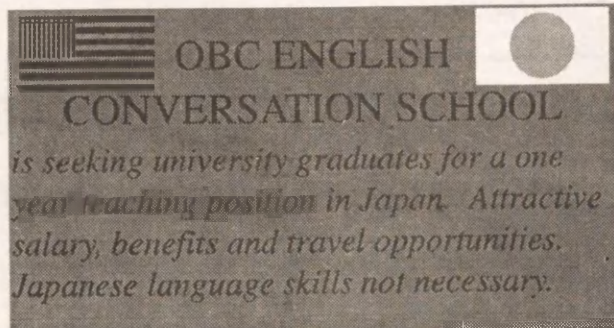 OBC ENGLISH
CONVERSATION SCHOOL
is seeking university graduates for a one
year teaching position in Japan. Attractive
salary, benefits and travel opportunities.
Japanese language skills not necessary.